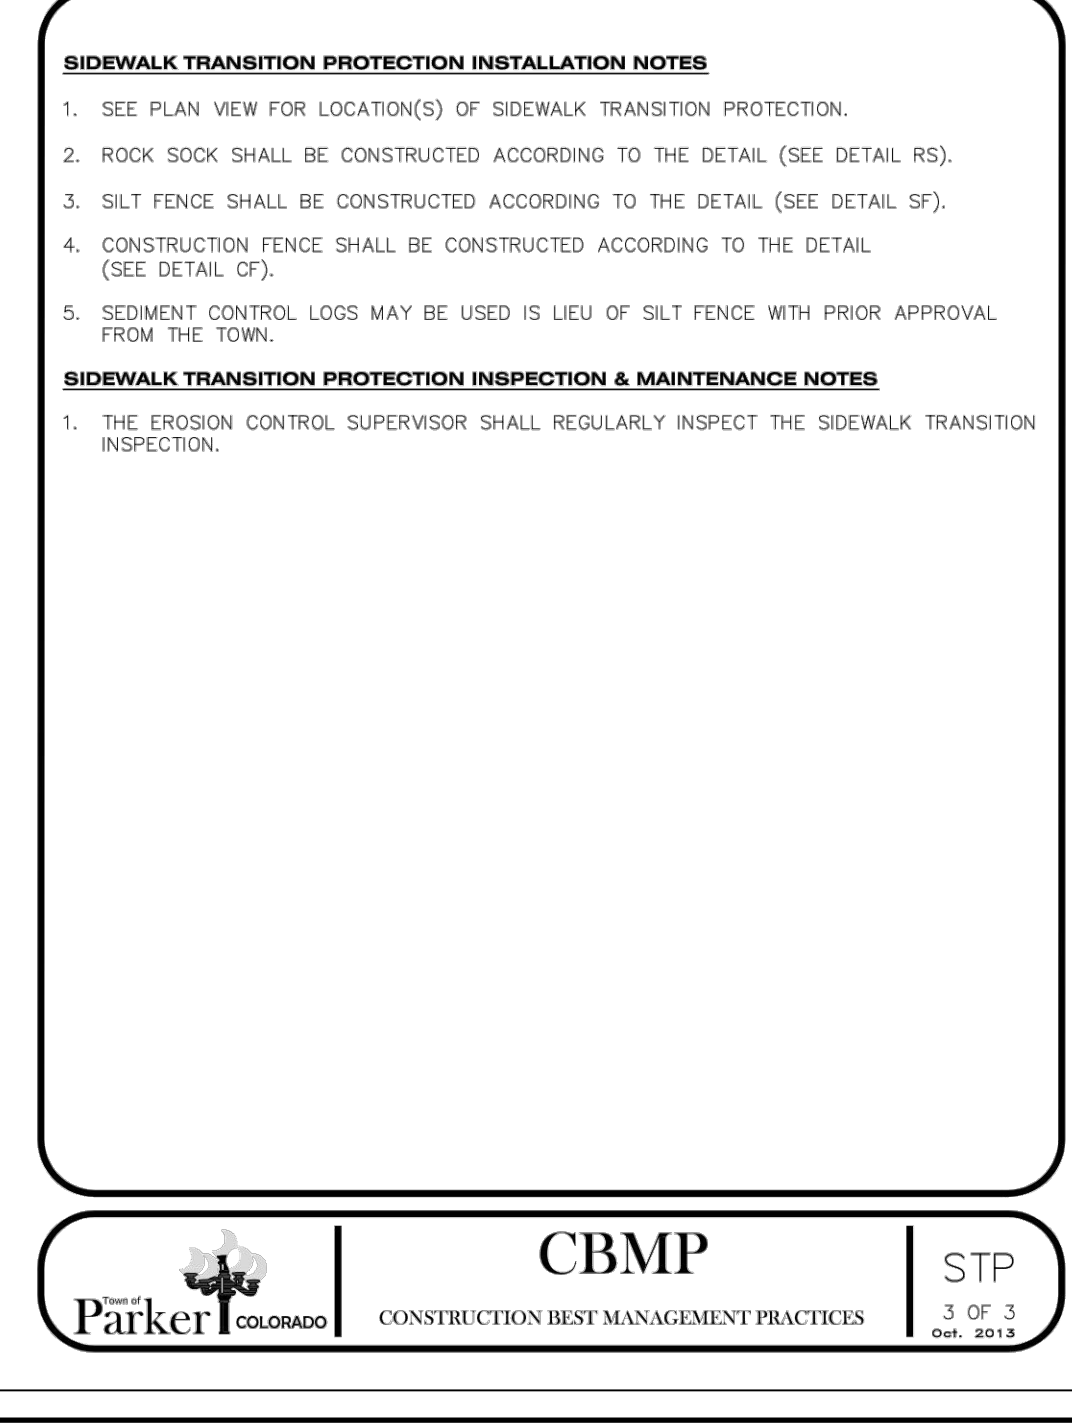 SIDEWALK TRANSITION PROTECTION INSTALLATION NOTES
1. SEE PLAN VIEW FOR LOCATION(S) OF SIDEWALK TRANSITION PROTECTION.
2. ROCK SOCK SHALL BE CONSTRUCTED ACCORDING TO THE DETAIL (SEE DETAIL RS).
3. SILT FENCE SHALL BE CONSTRUCTED ACCORDING TO THE DETAIL (SEE DETAIL SF).
4. CONSTRUCTION FENCE SHALL BE CONSTRUCTED ACCORDING TO THE DETAIL
(SEE DETAIL CF).
5. SEDIMENT CONTROL LOGS MAY BE USED IS LIEU OF SILT FENCE WITH PRIOR APPROVAL
FROM THE TOWN.
SIDEWALK TRANSITION PROTECTION INSPECTION & MAINTENANCE NOTES
1. THE EROSION CONTROL SUPERVISOR SHALL REGULARLY INSPECT THE SIDEWALK TRANSITION
INSPECTION.
Town of
Parker COLORADO
CBMP
CONSTRUCTION BEST MANAGEMENT PRACTICES
STP
3 OF 3
Oct. 2013